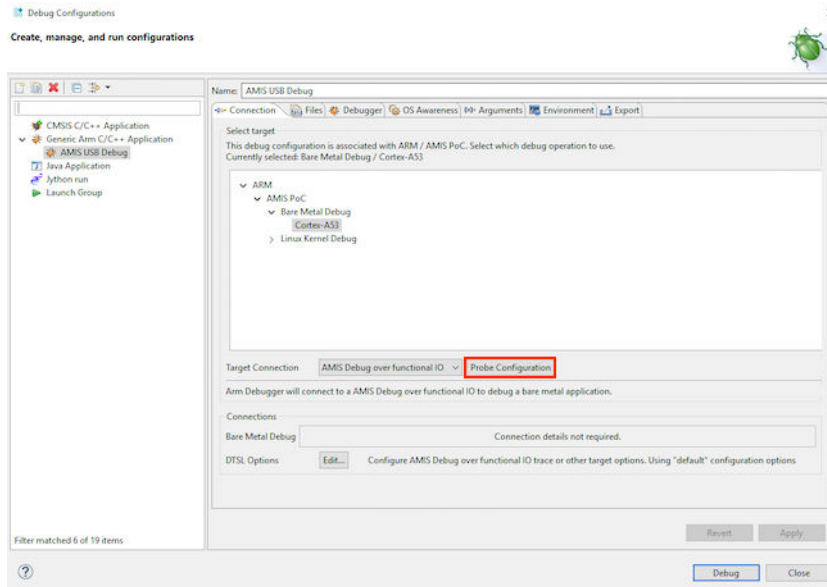 Debug Configurations
Create, manage, and run configurations
Name: AMIS USB Debug
Connection Files Debugger OS Awareness Arguments Environment Export
CMSIS C/C++ Application
Generic Arm C/C++ Application
AMIS USB Debug
Java Application
Jython run
Launch Group
Filter matched 6 of 19 items
Select target
This debug configuration is associated with ARM / AMIS PoC. Select which debug operation to use.
Currently selected: Bare Metal Debug / Cortex-A53
ARM
AMIS PoC
Bare Metal Debug
Cortex-A53
Linux Kernel Debug
Target Connection AMIS Debug over functional IO Probe Configuration
Arm Debugger will connect to a AMIS Debug over functional IO to debug a bare metal application.
Connections
Bare Metal Debug Connection details not required.
DTSL Options Edit... Configure AMIS Debug over functional IO trace or other target options. Using "default" configuration options
Revert Apply
? Debug Close